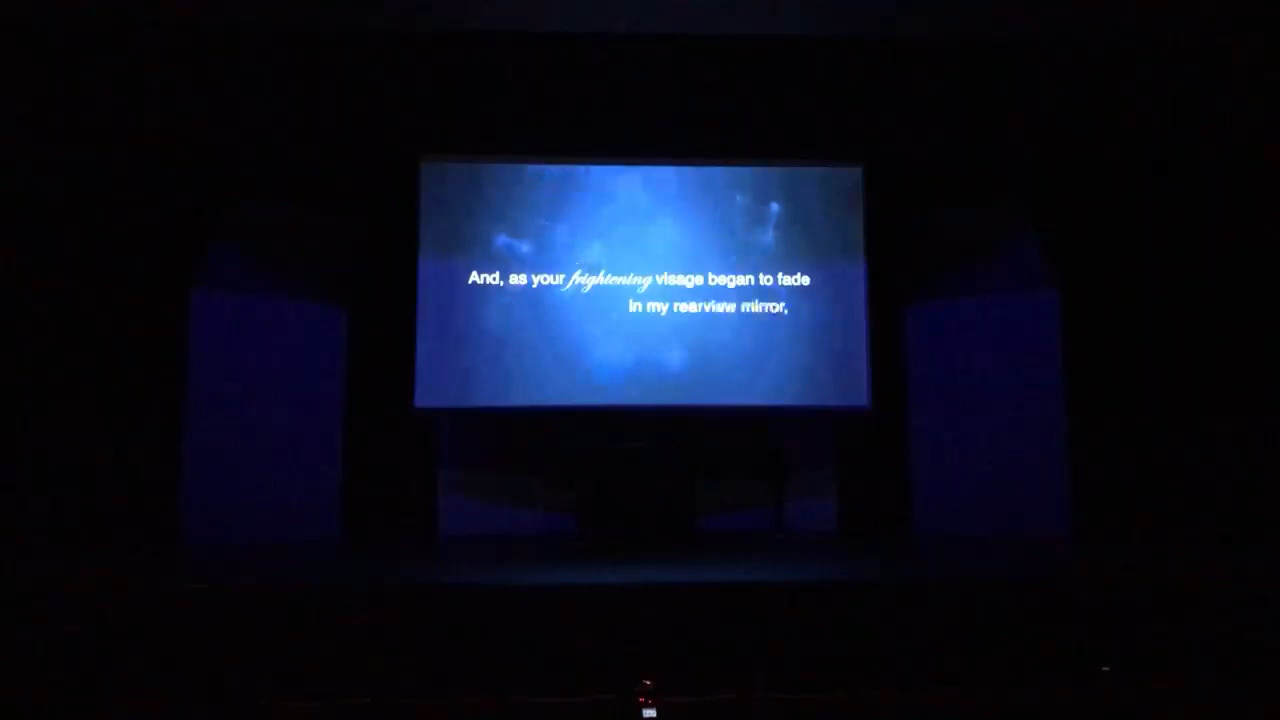 And, as your frightening visage began to fade
in my rearview mirror,